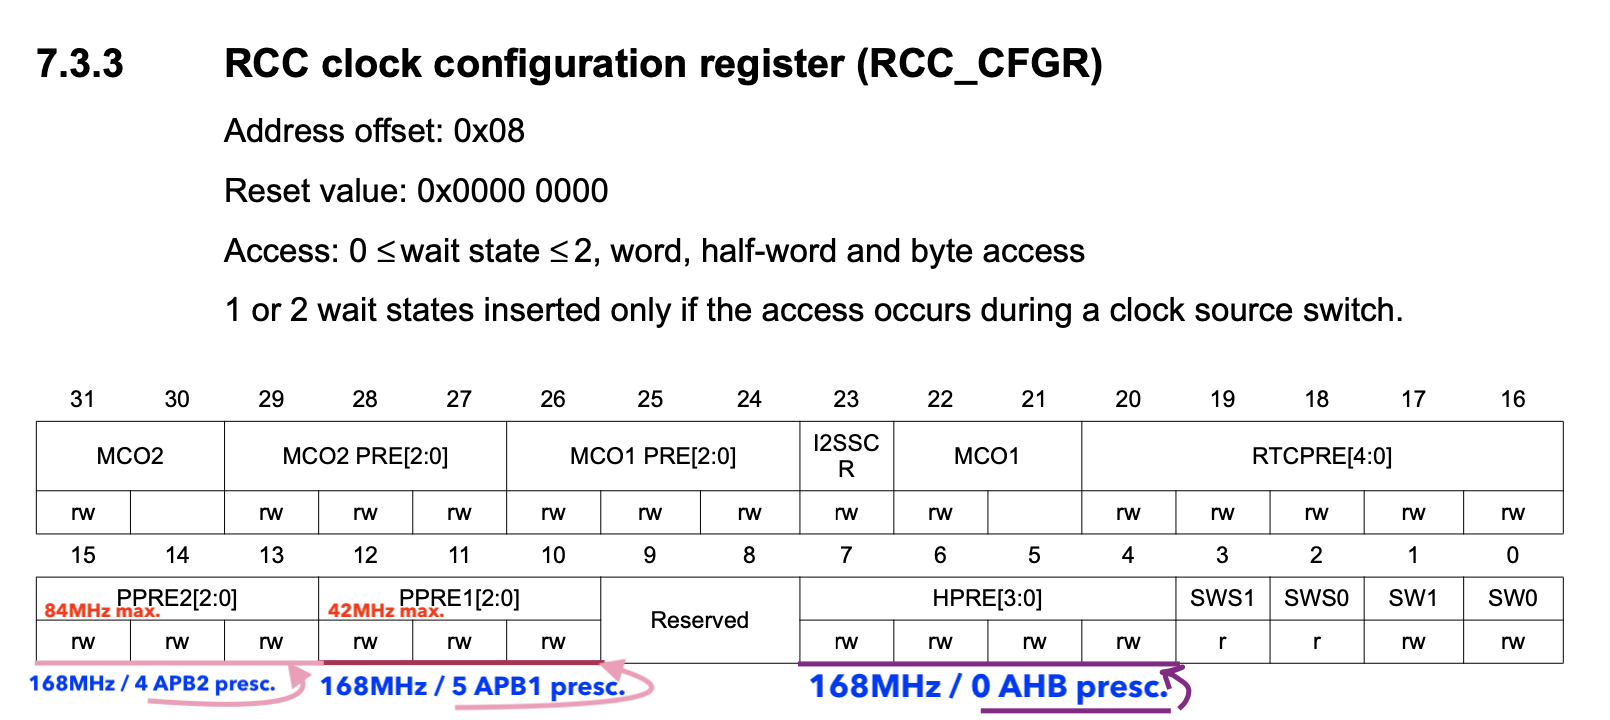 7.3.3 RCC clock configuration register (RCC_CFGR)
Address offset: 0x08
Reset value: 0x0000 0000
Access: 0 ≤ wait state ≤ 2, word, half-word and byte access
1 or 2 wait states inserted only if the access occurs during a clock source switch.
31 30 29 28 27 26 25 24 23 22 21 20 19 18 17 16
MCO2 MCO2 PRE[2:0] MCO1 PRE[2:0] I2SSC MCO1 RTCPRE[4:0]
R
rw rw rw rw rw rw rw rw rw rw rw rw rw rw
15 14 13 12 11 10 9 8 7 6 5 4 3 2 1 0
PPRE2[2:0] PPRE1[2:0] Reserved HPRE[3:0] SWS1 SWS0 SW1 SW0
84MHz max. 42MHz max.
rw rw rw rw rw rw rw rw rw rw r r rw rw
168MHz / 4 APB2 presc. 168MHz / 5 APB1 presc. 168MHz / 0 AHB presc.